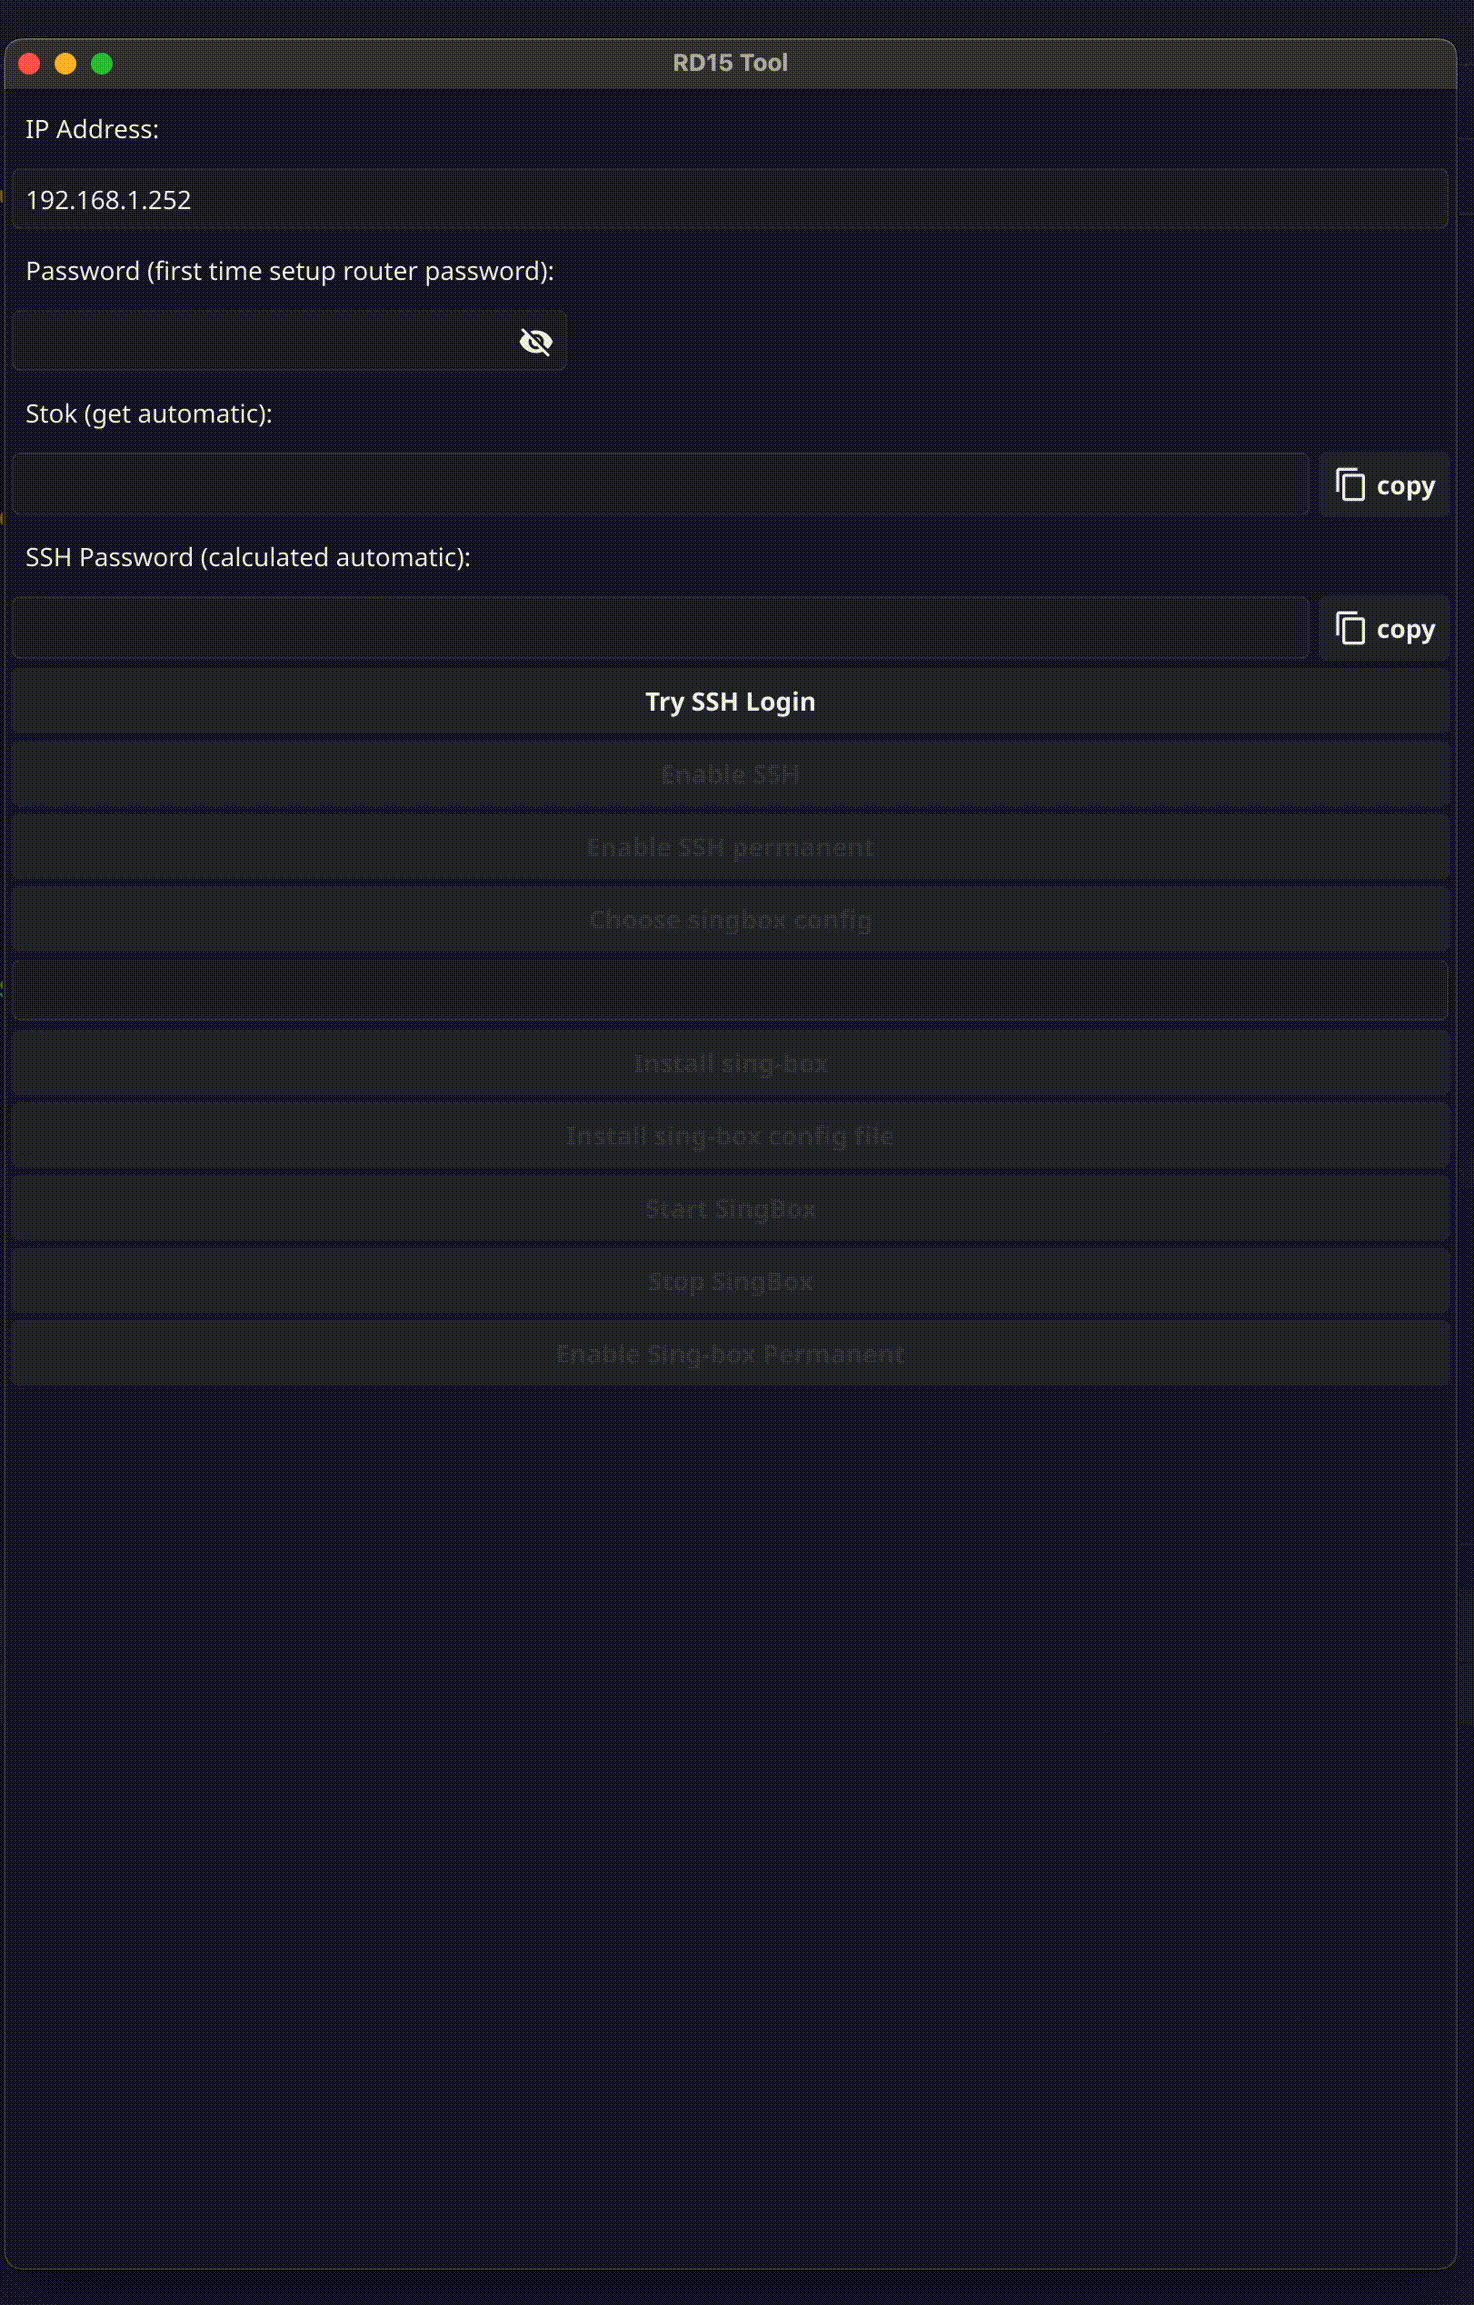 RD15 Tool
IP Address:
192.168.1.252
Password (first time setup router password):
Stok (get automatic):
copy
SSH Password (calculated automatic):
copy
Try SSH Login
Enable SSH
Enable SSH permanent
Choose singbox config
Install sing-box
Install sing-box config file
Start SingBox
Stop SingBox
Enable Sing-box Permanent